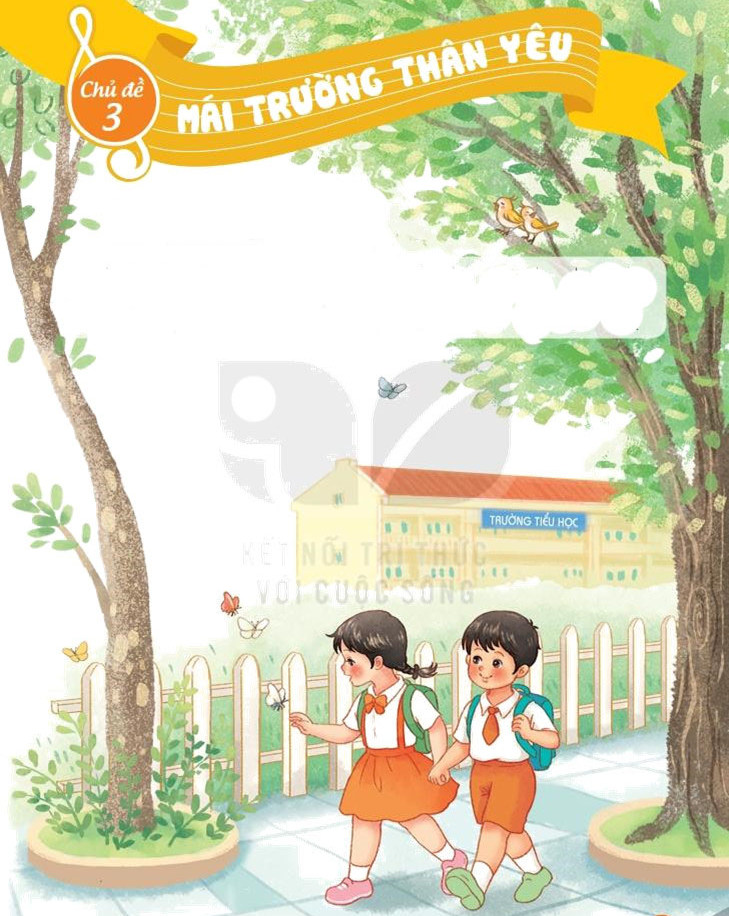 Chủ đề
3
MÁI TRƯỜNG THÂN YÊU
TRƯỜNG TIỂU HỌC
KẾT NỐI TRI THỨC
VỚI CUỘC SỐNG